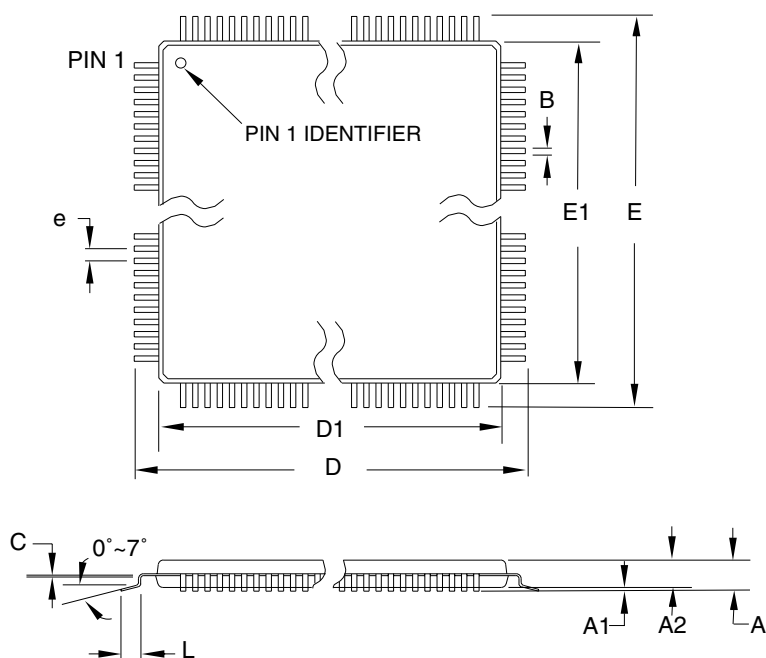 PIN 1
B
PIN 1 IDENTIFIER
E1
E
e
D1
D
C
0°~7°
A1
A2
A
L